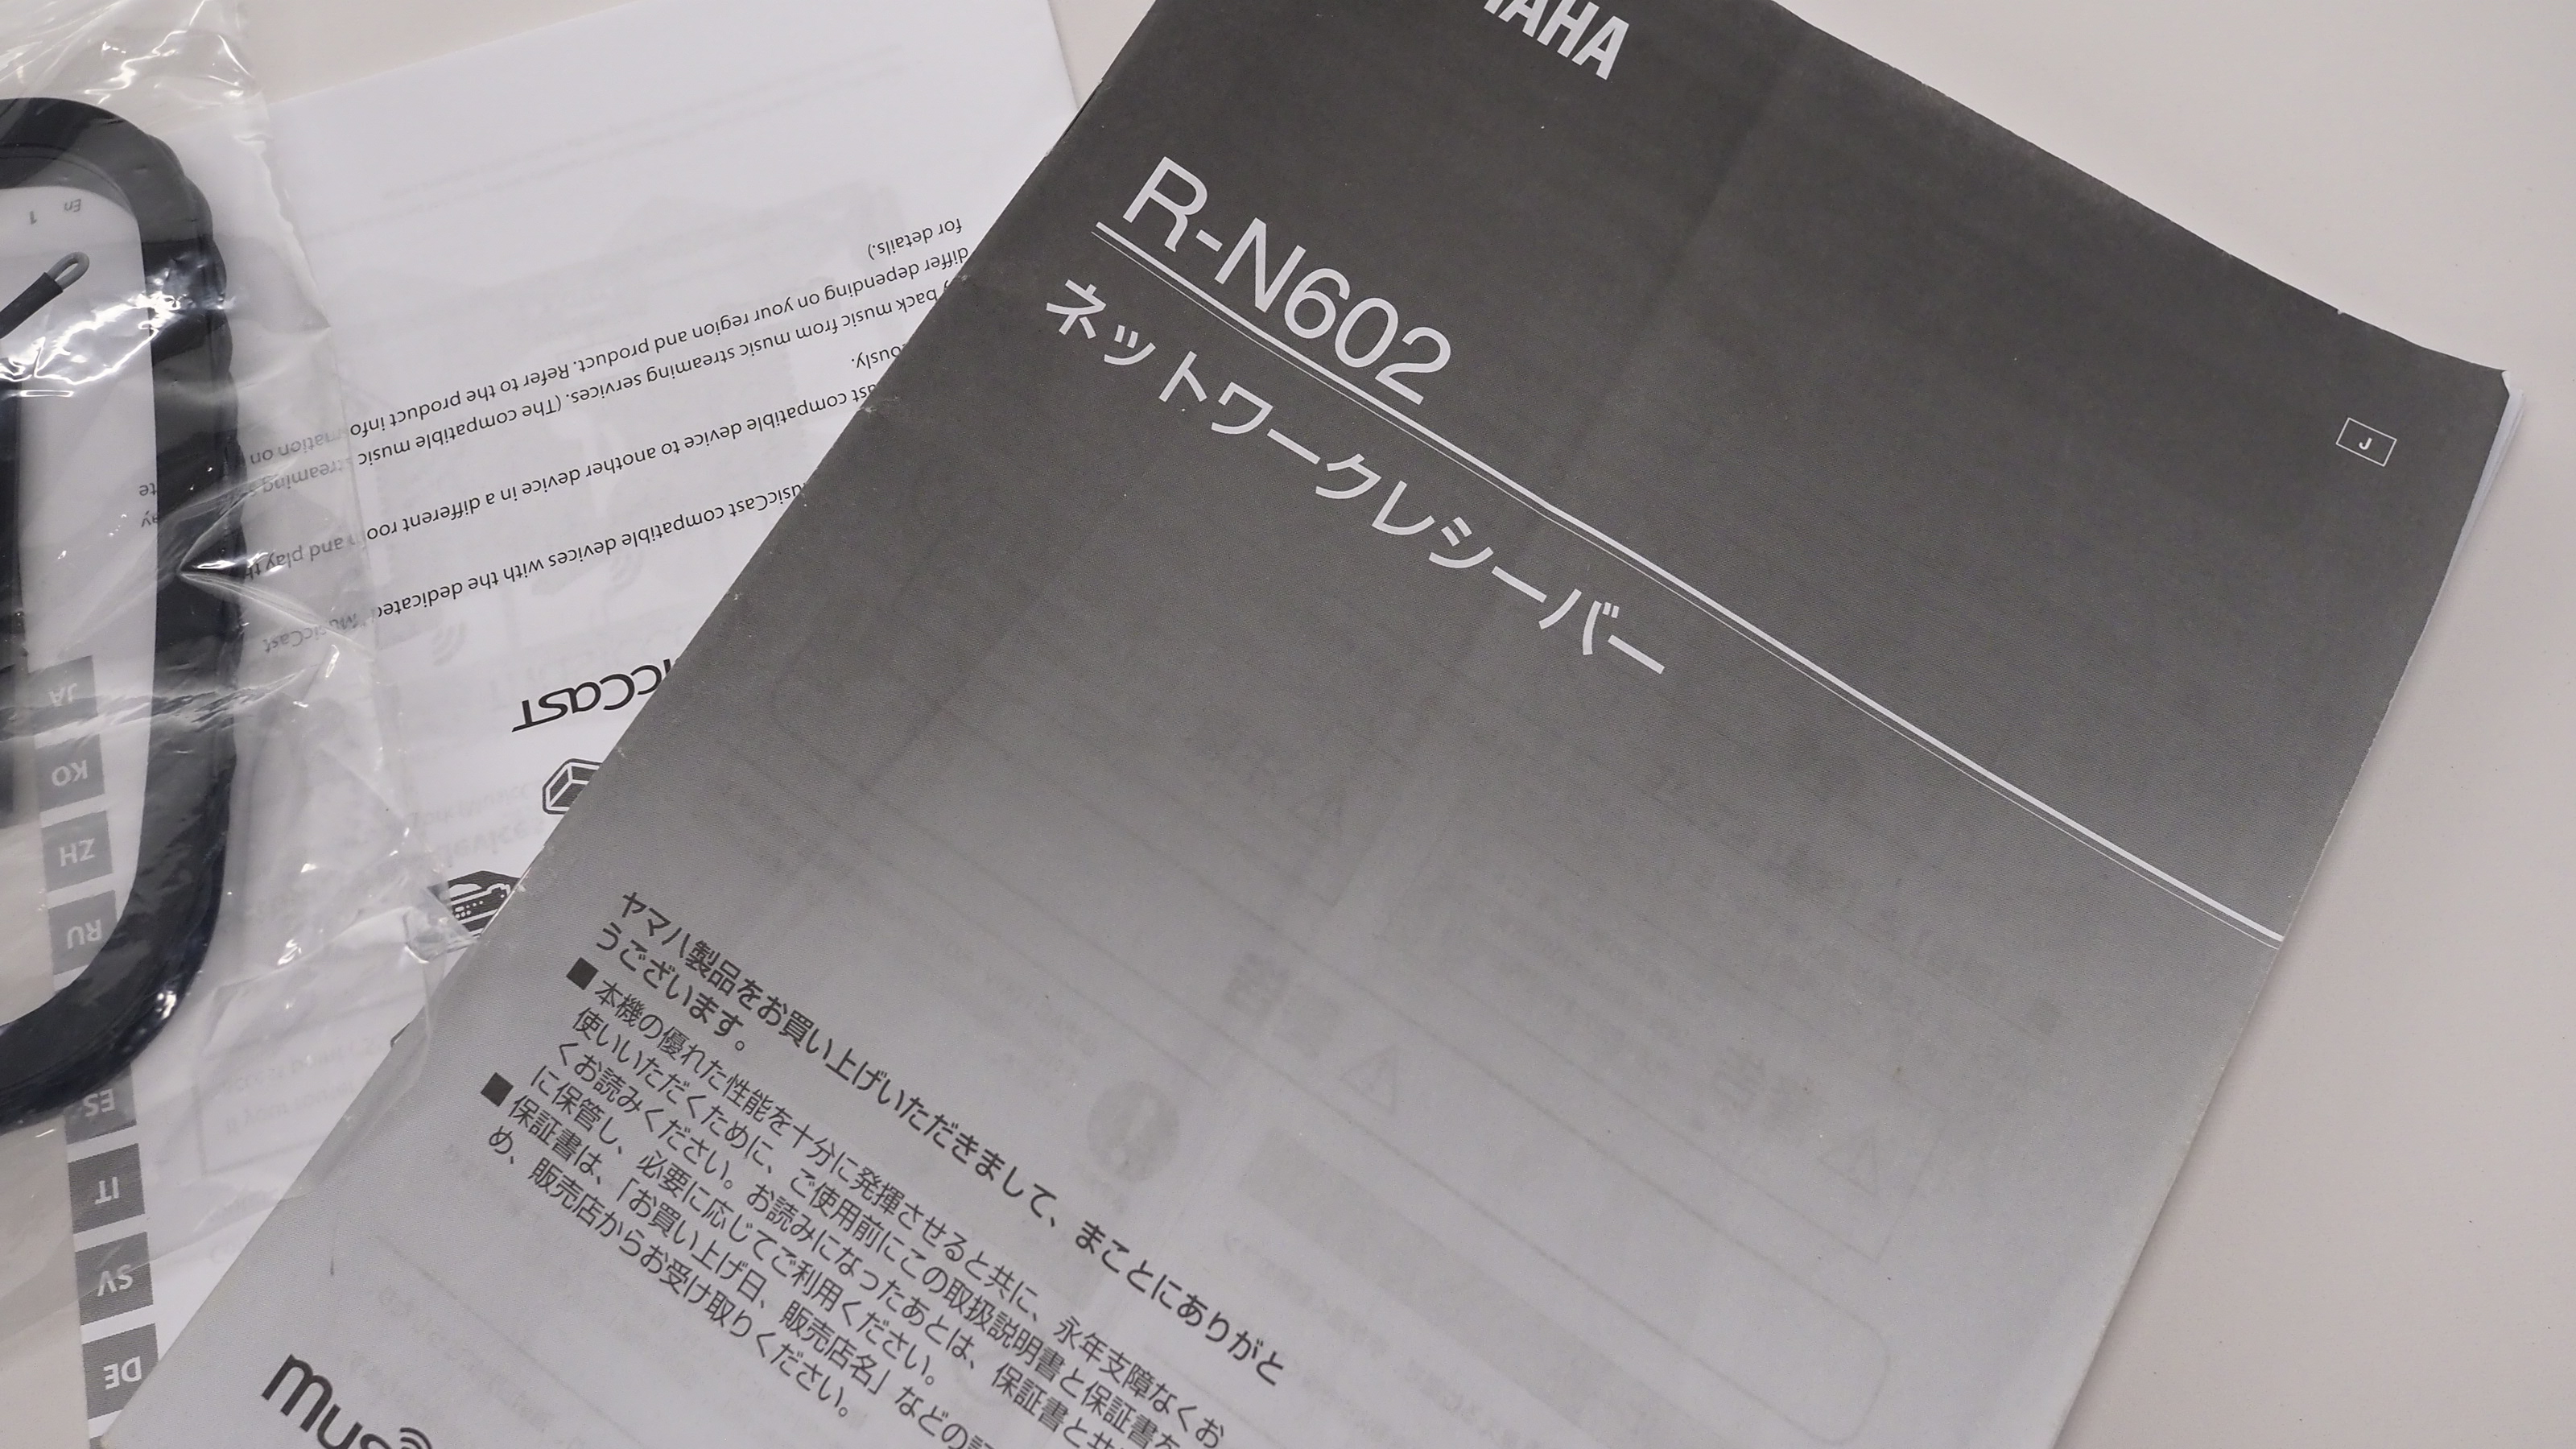 YAMAHA
R-N602
ネットワークレシーバー
J
ヤマハ製品をお買い上げいただきまして、まことにありがと
うございます。
■ 本機の優れた性能を十分に発揮させると共に、永年支障なくお
使いいただくために、ご使用前にこの取扱説明書と保証書を
くお読みください。お読みになったあとは、保証書と共
に保管し、必要に応じてご利用ください。
■ 保証書は、「お買い上げ日、販売店名」などの
め、販売店からお受け取りください。
mus
En 1
for details.)
differ depending on your region and product. Refer to the product information on
back music from music streaming services. (The compatible music streaming
ously.
compatible device to another device in a different room and play
MusicCast compatible devices with the dedicated "MusicCast
icCAST
JA
KO
ZH
RU
ES
IT
SV
DE